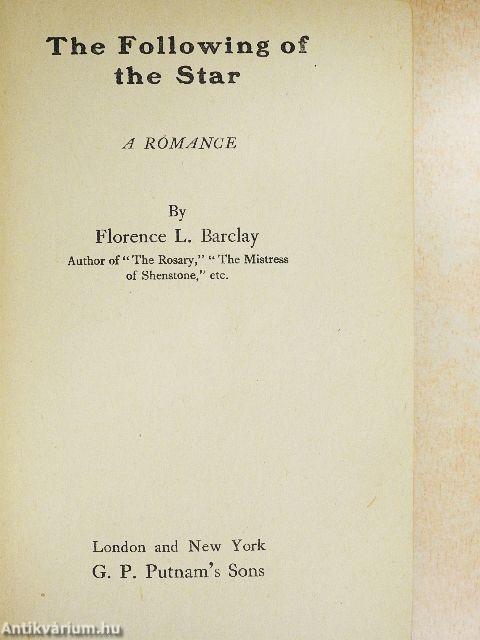 The Following of
the Star
A ROMANCE
By
Florence L. Barclay
Author of "The Rosary," "The Mistress
of Shenstone," etc.
London and New York
G. P. Putnam's Sons
Antikvárium.hu